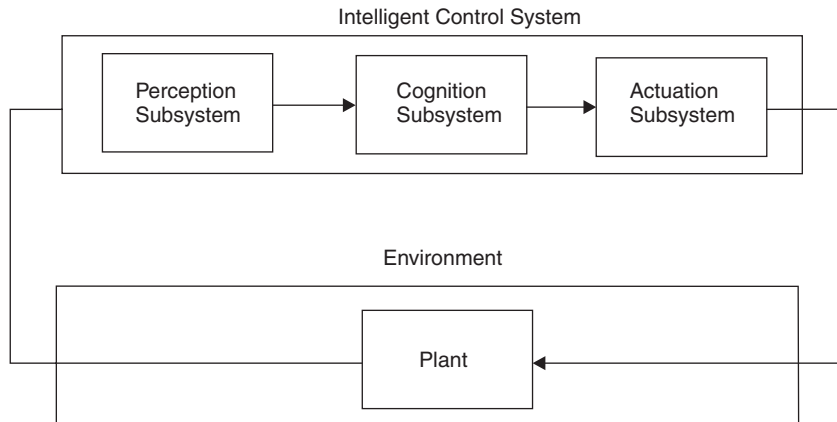 Intelligent Control System
Perception
Subsystem
Cognition
Subsystem
Actuation
Subsystem
Environment
Plant